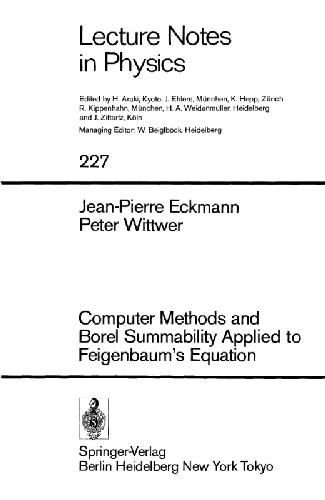 Lecture Notes
in Physics
Edited by H. Araki, Kyoto, J. Ehlers, München, K. Hepp, Zürich
R. Kippenhahn, München, H. A. Weidenmüller, Heidelberg
and J. Zittartz, Köln
Managing Editor: W. Beiglböck, Heidelberg
227
Jean-Pierre Eckmann
Peter Wittwer
Computer Methods and
Borel Summability Applied to
Feigenbaum's Equation
Springer-Verlag
Berlin Heidelberg New York Tokyo